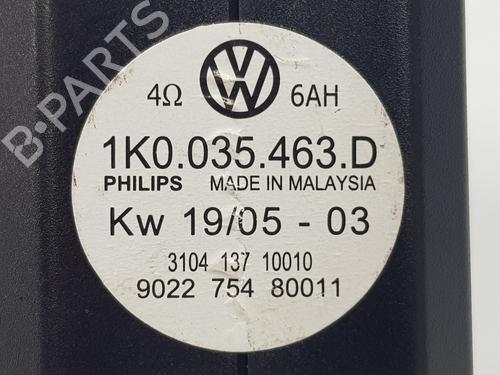 4Ω 6AH
1K0.035.463.D
PHILIPS MADE IN MALAYSIA
Kw 19/05 - 03
3104 137 10010
9022 754 80011
B-PARTS